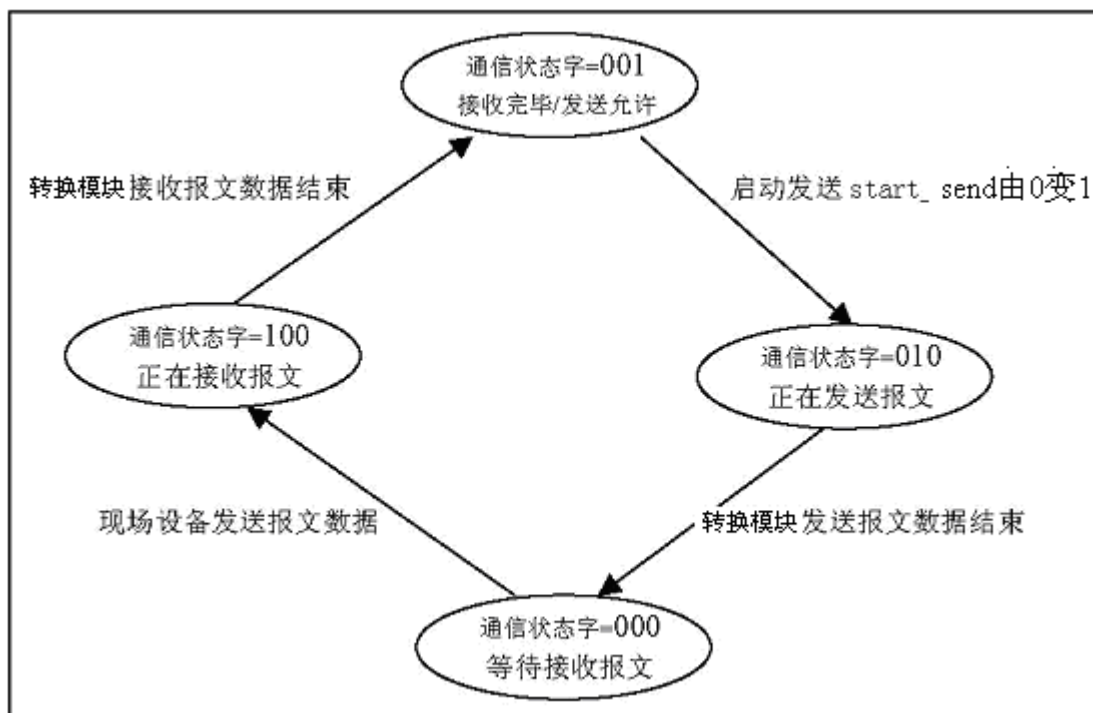 通信状态字=001
接收完毕/发送允许
转换模块接收报文数据结束
启动发送 start_ send由0变1
通信状态字=100
正在接收报文
通信状态字=010
正在发送报文
现场设备发送报文数据
转换模块发送报文数据结束
通信状态字=000
等待接收报文